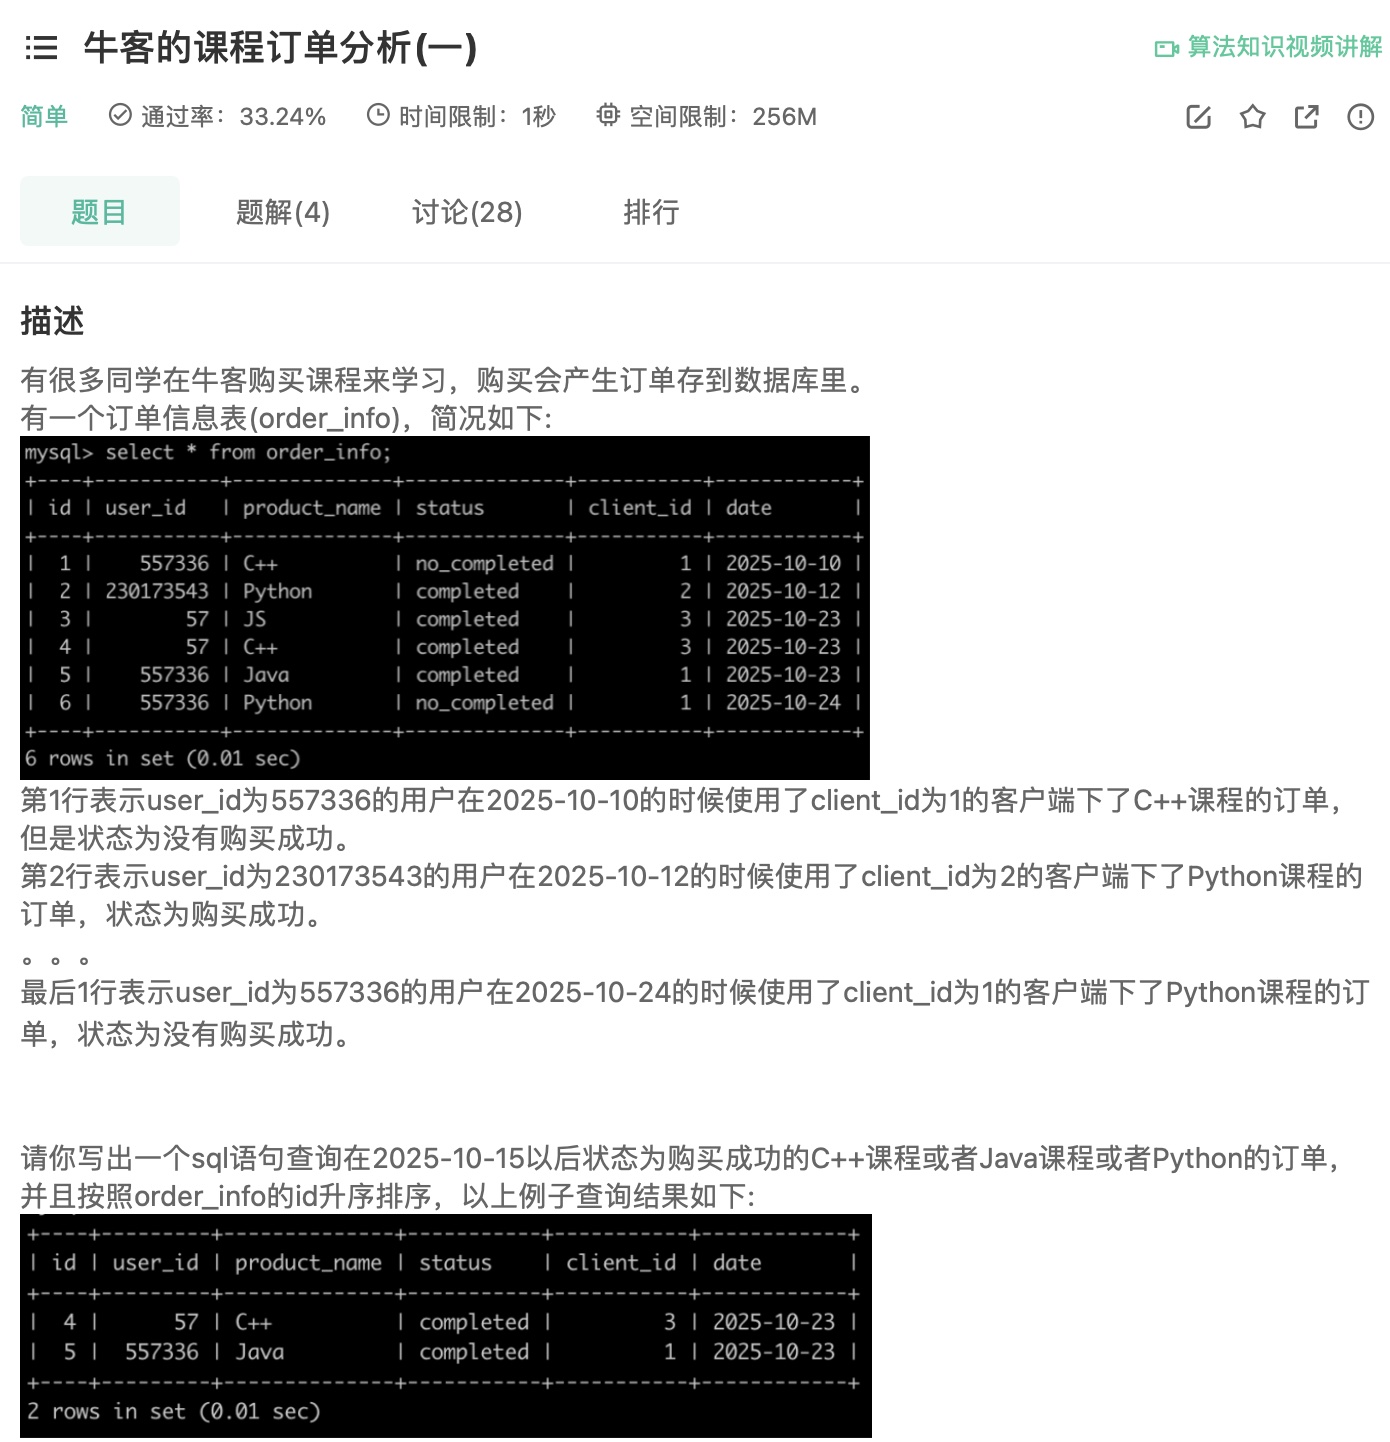 牛客的课程订单分析(一)
算法知识视频讲解
简单 通过率：33.24% 时间限制：1秒 空间限制：256M
题目 题解(4) 讨论(28) 排行
描述
有很多同学在牛客购买课程来学习，购买会产生订单存到数据库里。
有一个订单信息表(order_info)，简况如下:
mysql> select * from order_info;
+----+-----------+--------------+--------------+-----------+------------+
| id | user_id   | product_name | status       | client_id | date       |
+----+-----------+--------------+--------------+-----------+------------+
|  1 |    557336 | C++          | no_completed |         1 | 2025-10-10 |
|  2 | 230173543 | Python       | completed    |         2 | 2025-10-12 |
|  3 |        57 | JS           | completed    |         3 | 2025-10-23 |
|  4 |        57 | C++          | completed    |         3 | 2025-10-23 |
|  5 |    557336 | Java         | completed    |         1 | 2025-10-23 |
|  6 |    557336 | Python       | no_completed |         1 | 2025-10-24 |
+----+-----------+--------------+--------------+-----------+------------+
6 rows in set (0.01 sec)
第1行表示user_id为557336的用户在2025-10-10的时候使用了client_id为1的客户端下了C++课程的订单，
但是状态为没有购买成功。
第2行表示user_id为230173543的用户在2025-10-12的时候使用了client_id为2的客户端下了Python课程的
订单，状态为购买成功。
。。。
最后1行表示user_id为557336的用户在2025-10-24的时候使用了client_id为1的客户端下了Python课程的订
单，状态为没有购买成功。
请你写出一个sql语句查询在2025-10-15以后状态为购买成功的C++课程或者Java课程或者Python的订单，
并且按照order_info的id升序排序，以上例子查询结果如下:
+----+---------+--------------+-----------+-----------+------------+
| id | user_id | product_name | status    | client_id | date       |
+----+---------+--------------+-----------+-----------+------------+
|  4 |      57 | C++          | completed |         3 | 2025-10-23 |
|  5 |  557336 | Java         | completed |         1 | 2025-10-23 |
+----+---------+--------------+-----------+-----------+------------+
2 rows in set (0.01 sec)